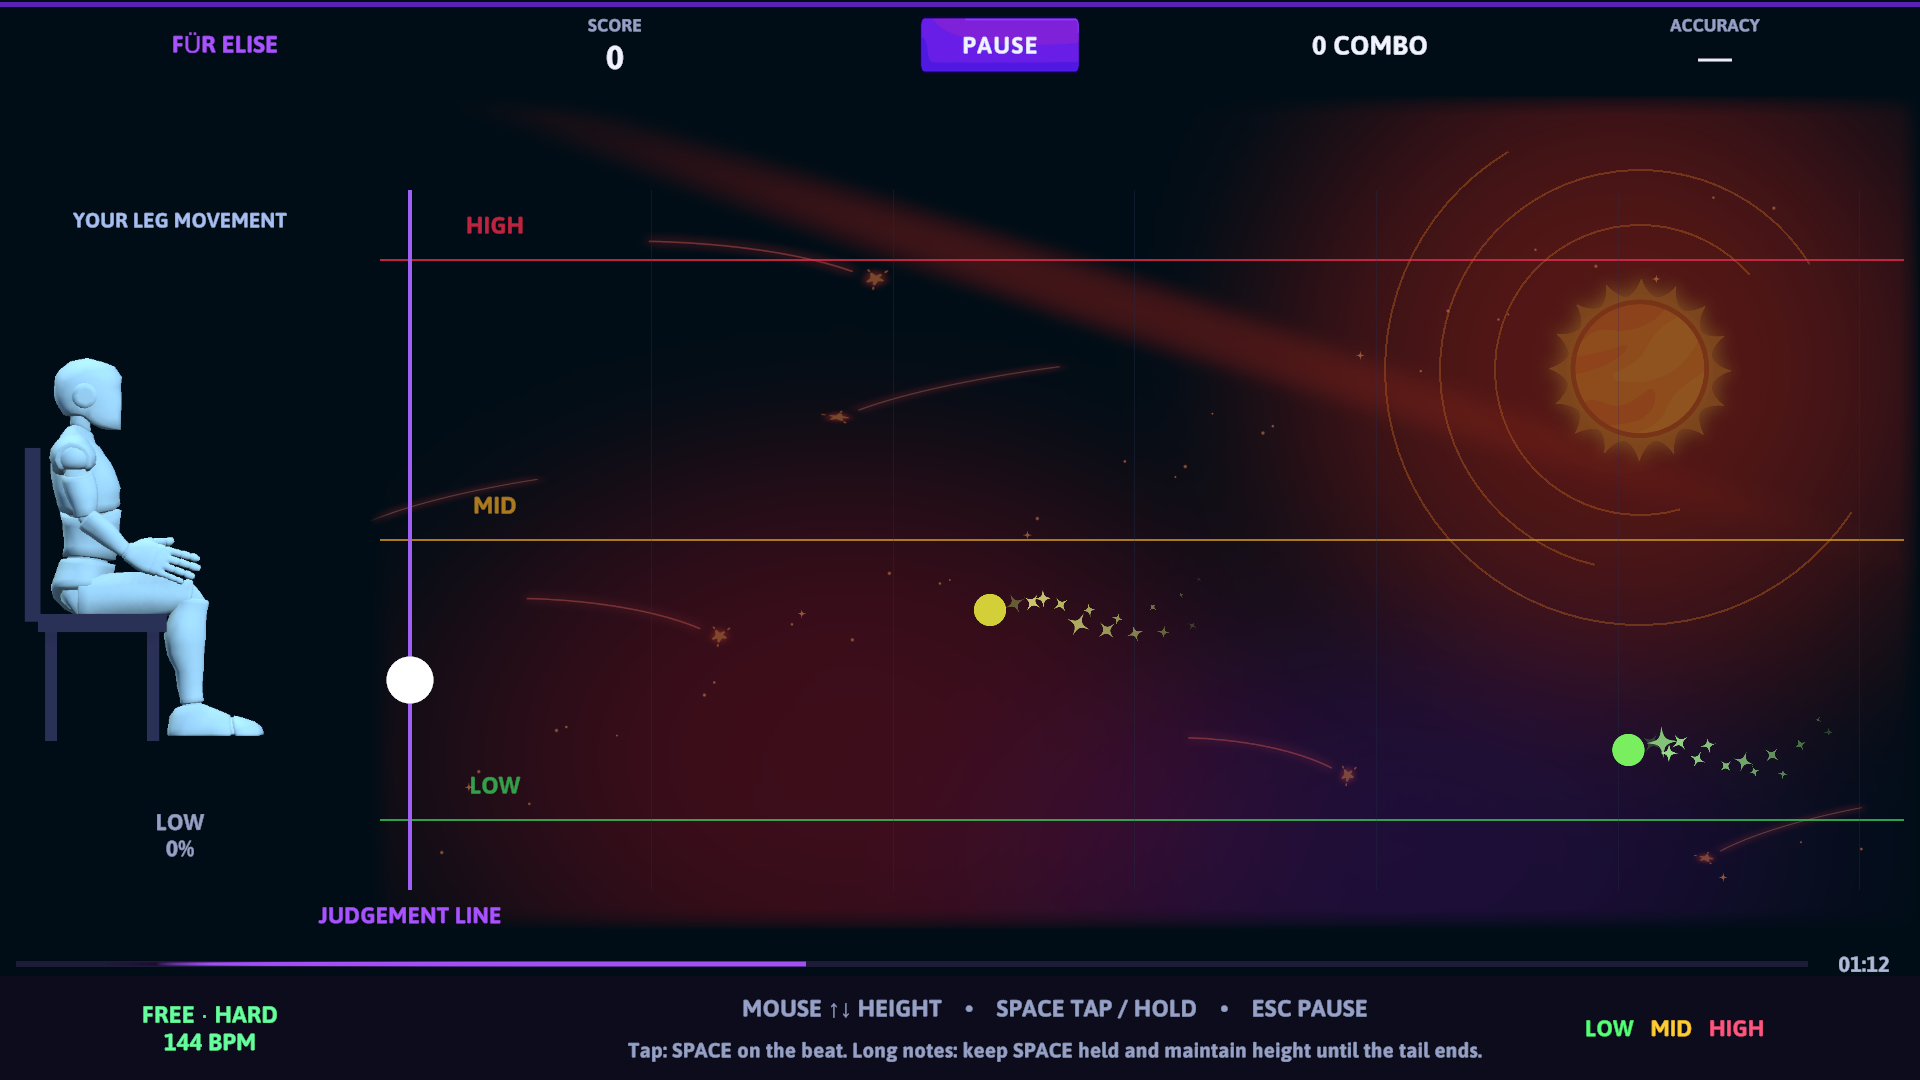 FÜR ELISE
SCORE
0
PAUSE
0 COMBO
ACCURACY
—
YOUR LEG MOVEMENT
HIGH
MID
LOW
LOW
0%
JUDGEMENT LINE
01:12
FREE · HARD
144 BPM
MOUSE ↑↓ HEIGHT • SPACE TAP / HOLD • ESC PAUSE
Tap: SPACE on the beat. Long notes: keep SPACE held and maintain height until the tail ends.
LOW MID HIGH